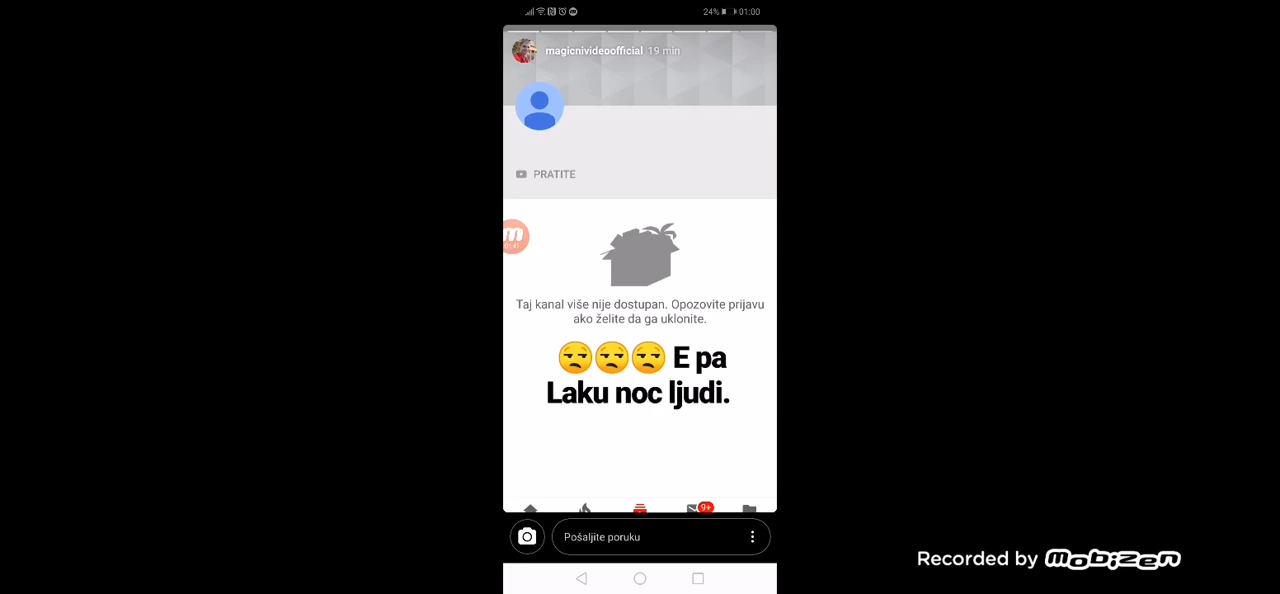 24% 01:00
magicnivideoofficial 19 min
PRATITE
Taj kanal više nije dostupan. Opozovite prijavu
ako želite da ga uklonite.
😒😒😒 E pa
Laku noc ljudi.
9+
Pošaljite poruku
Recorded by mobizen